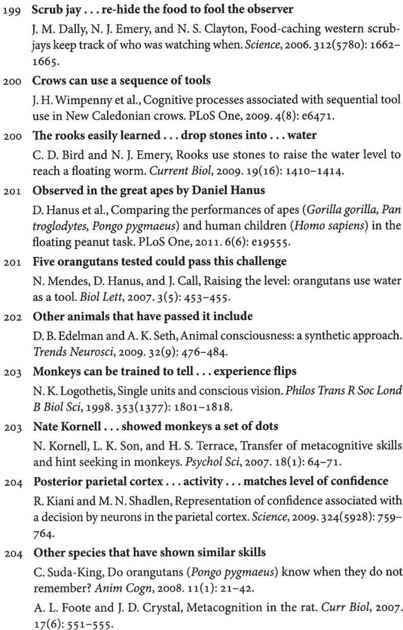 199 Scrub jay . . . re-hide the food to fool the observer
J. M. Dally, N. J. Emery, and N. S. Clayton, Food-caching western scrub-
jays keep track of who was watching when. Science, 2006. 312(5780): 1662–
1665.
200 Crows can use a sequence of tools
J. H. Wimpenny et al., Cognitive processes associated with sequential tool
use in New Caledonian crows. PLoS One, 2009. 4(8): e6471.
200 The rooks easily learned . . . drop stones into . . . water
C. D. Bird and N. J. Emery, Rooks use stones to raise the water level to
reach a floating worm. Current Biol, 2009. 19(16): 1410–1414.
201 Observed in the great apes by Daniel Hanus
D. Hanus et al., Comparing the performances of apes (Gorilla gorilla, Pan
troglodytes, Pongo pygmaeus) and human children (Homo sapiens) in the
floating peanut task. PLoS One, 2011. 6(6): e19555.
201 Five orangutans tested could pass this challenge
N. Mendes, D. Hanus, and J. Call, Raising the level: orangutans use water
as a tool. Biol Lett, 2007. 3(5): 453–455.
202 Other animals that have passed it include
D. B. Edelman and A. K. Seth, Animal consciousness: a synthetic approach.
Trends Neurosci, 2009. 32(9): 476–484.
203 Monkeys can be trained to tell . . . experience flips
N. K. Logothetis, Single units and conscious vision. Philos Trans R Soc Lond
B Biol Sci, 1998. 353(1377): 1801–1818.
203 Nate Kornell . . . showed monkeys a set of dots
N. Kornell, L. K. Son, and H. S. Terrace, Transfer of metacognitive skills
and hint seeking in monkeys. Psychol Sci, 2007. 18(1): 64–71.
204 Posterior parietal cortex . . . activity . . . matches level of confidence
R. Kiani and M. N. Shadlen, Representation of confidence associated with
a decision by neurons in the parietal cortex. Science, 2009. 324(5928): 759–
764.
204 Other species that have shown similar skills
C. Suda-King, Do orangutans (Pongo pygmaeus) know when they do not
remember? Anim Cogn, 2008. 11(1): 21–42.
A. L. Foote and J. D. Crystal, Metacognition in the rat. Curr Biol, 2007.
17(6): 551–555.